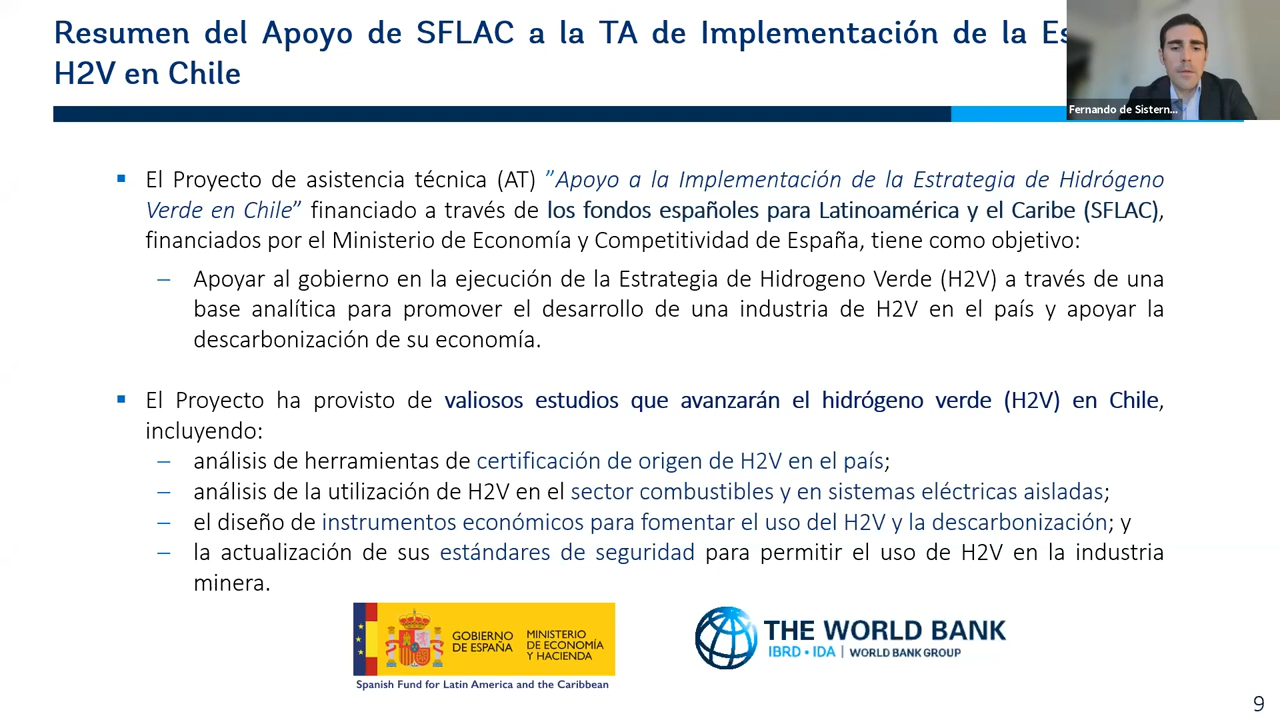 Resumen del Apoyo de SFLAC a la TA de Implementación de la
H2V en Chile
Fernando de Sistern...
El Proyecto de asistencia técnica (AT) ”Apoyo a la Implementación de la Estrategia de Hidrógeno
Verde en Chile” financiado a través de los fondos españoles para Latinoamérica y el Caribe (SFLAC),
financiados por el Ministerio de Economía y Competitividad de España, tiene como objetivo:
– Apoyar al gobierno en la ejecución de la Estrategia de Hidrogeno Verde (H2V) a través de una
base analítica para promover el desarrollo de una industria de H2V en el país y apoyar la
descarbonización de su economía.
El Proyecto ha provisto de valiosos estudios que avanzarán el hidrógeno verde (H2V) en Chile,
incluyendo:
– análisis de herramientas de certificación de origen de H2V en el país;
– análisis de la utilización de H2V en el sector combustibles y en sistemas eléctricas aisladas;
– el diseño de instrumentos económicos para fomentar el uso del H2V y la descarbonización; y
– la actualización de sus estándares de seguridad para permitir el uso de H2V en la industria
minera.
GOBIERNO
DE ESPAÑA
MINISTERIO
DE ECONOMÍA
Y HACIENDA
Spanish Fund for Latin America and the Caribbean
THE WORLD BANK
IBRD • IDA | WORLD BANK GROUP
9